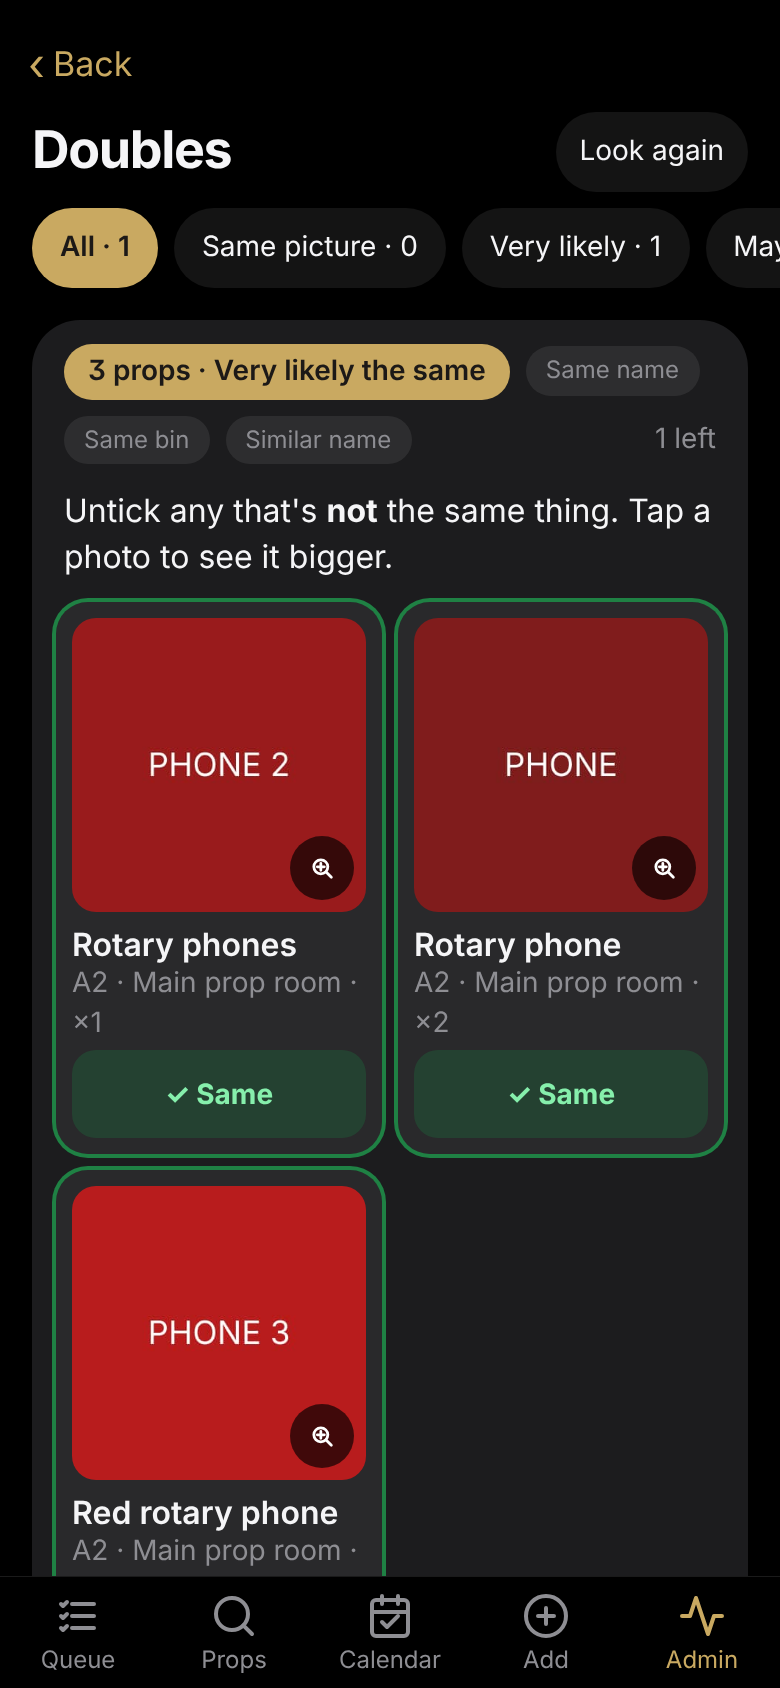 ‹ Back
Doubles
Look again
All · 1
Same picture · 0
Very likely · 1
May
3 props · Very likely the same
Same name
Same bin
Similar name
1 left
Untick any that's not the same thing. Tap a
photo to see it bigger.
PHONE 2
PHONE
Rotary phones
A2 · Main prop room ·
×1
✓ Same
Rotary phone
A2 · Main prop room ·
×2
✓ Same
PHONE 3
Red rotary phone
A2 · Main prop room ·
Queue
Props
Calendar
Add
Admin